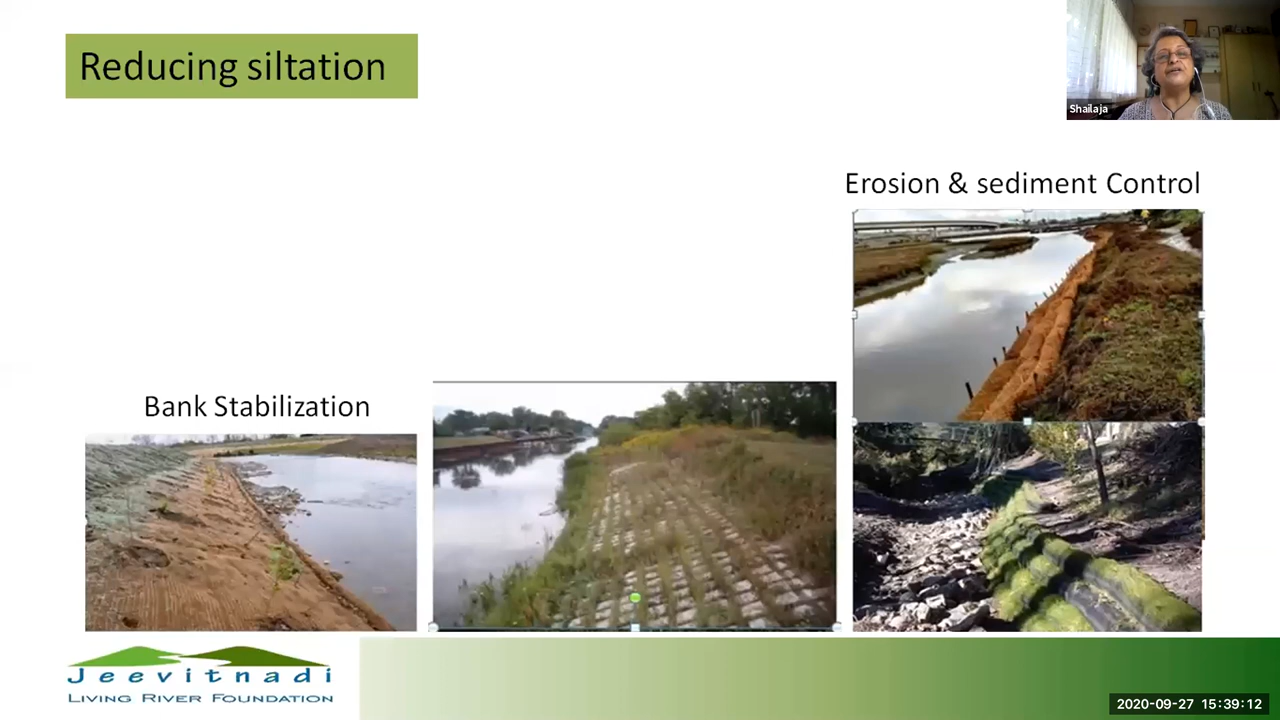 Reducing siltation
Shailaja
Erosion & sediment Control
Bank Stabilization
Jeevitnadi
LIVING RIVER FOUNDATION
2020-09-27 15:39:12